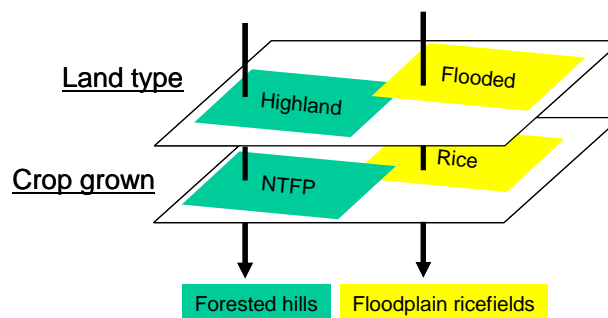 Land type
Highland
Flooded
Crop grown
NTFP
Rice
Forested hills
Floodplain ricefields